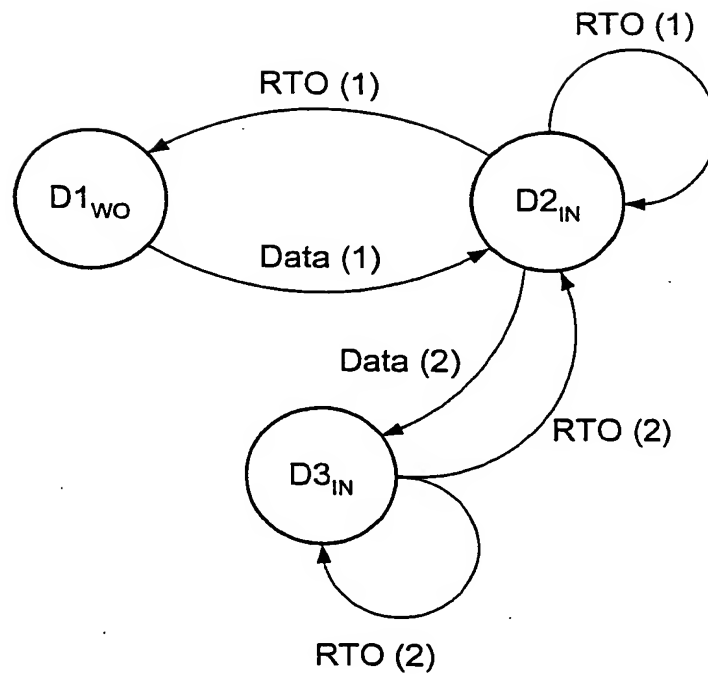 RTO (1)
RTO (1)
D1WO
D2IN
Data (1)
Data (2)
RTO (2)
D3IN
RTO (2)